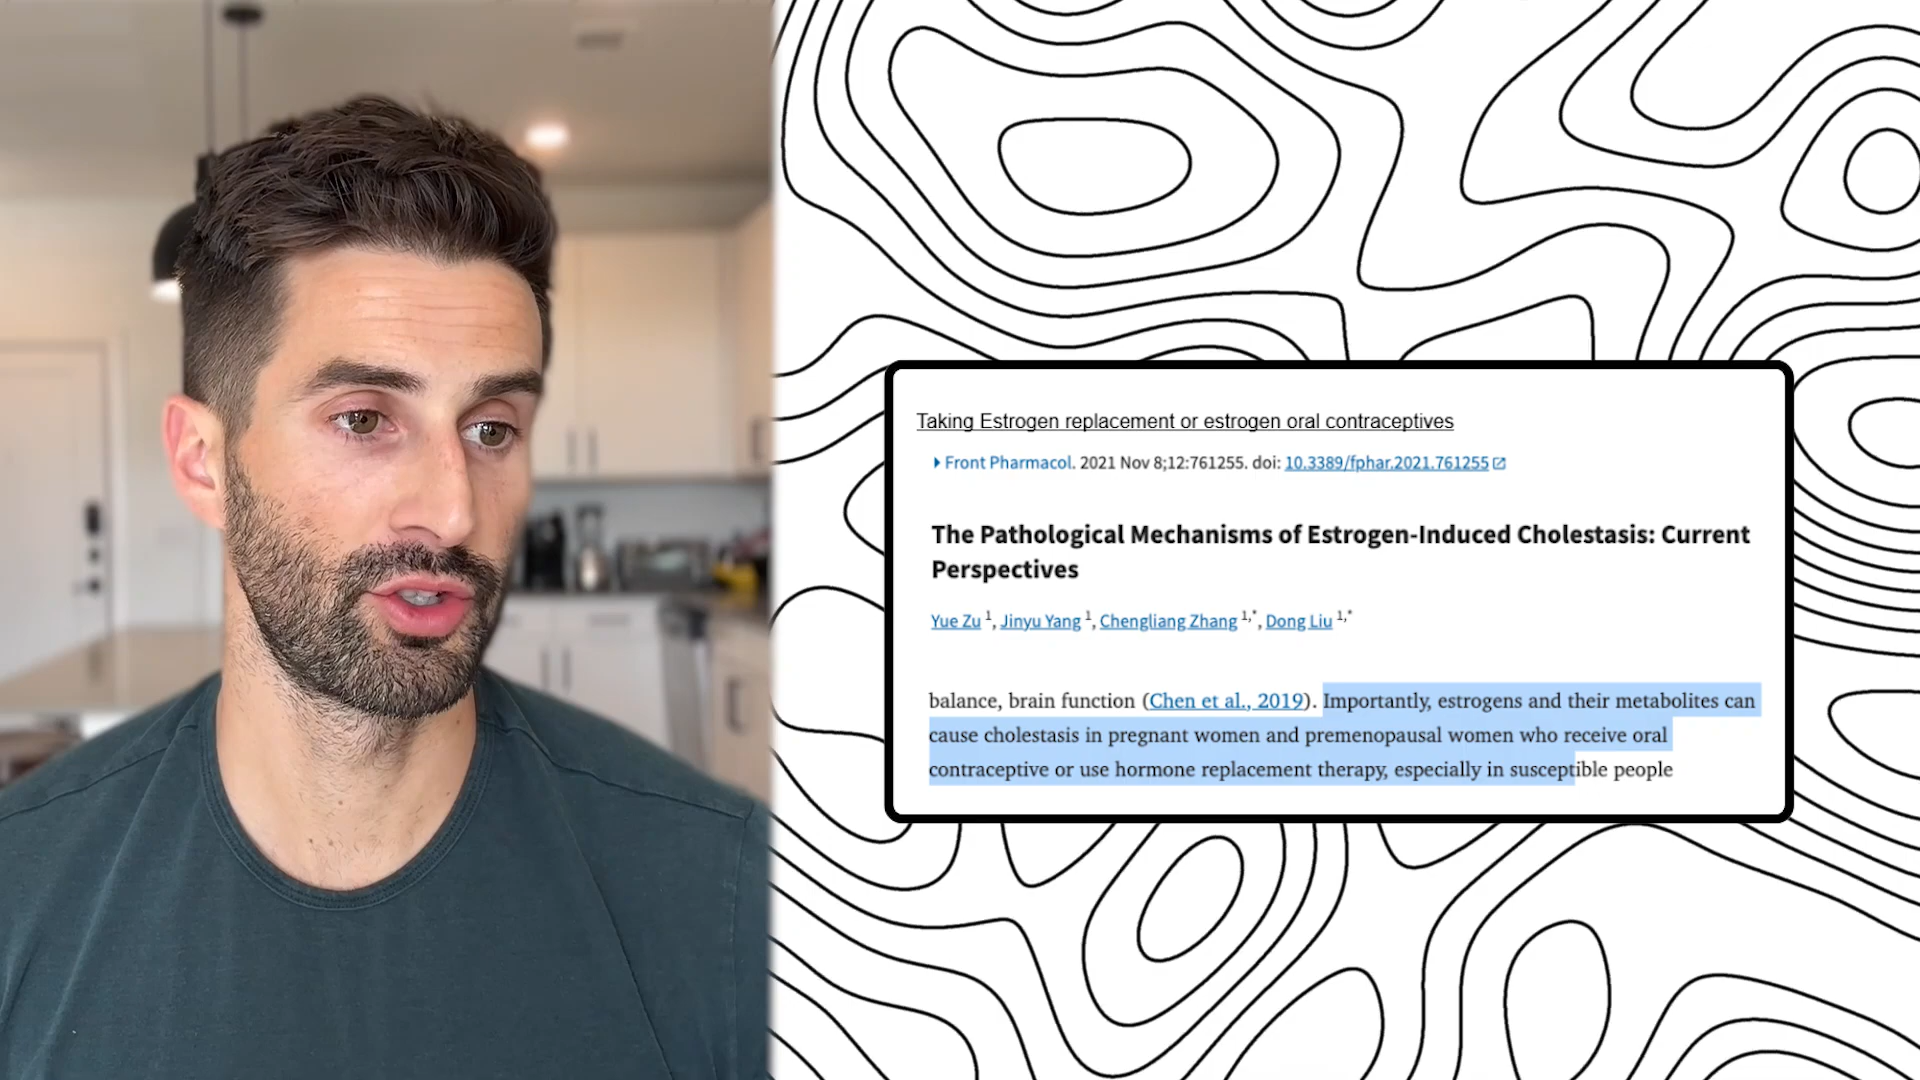 Taking Estrogen replacement or estrogen oral contraceptives
Front Pharmacol. 2021 Nov 8;12:761255. doi: 10.3389/fphar.2021.761255
The Pathological Mechanisms of Estrogen-Induced Cholestasis: Current
Perspectives
Yue Zu 1, Jinyu Yang 1, Chengliang Zhang 1,*, Dong Liu 1,*
balance, brain function (Chen et al., 2019). Importantly, estrogens and their metabolites can
cause cholestasis in pregnant women and premenopausal women who receive oral
contraceptive or use hormone replacement therapy, especially in susceptible people